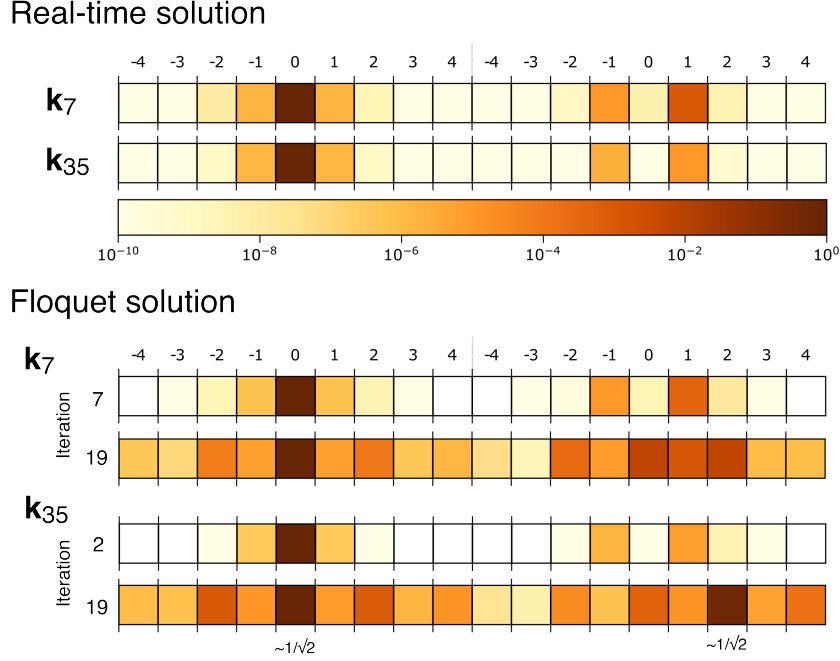 Real-time solution
-4 -3 -2 -1 0 1 2 3 4 -4 -3 -2 -1 0 1 2 3 4
k₇
k₃₅
10⁻¹⁰ 10⁻⁸ 10⁻⁶ 10⁻⁴ 10⁻² 10⁰
Floquet solution
k₇
-4 -3 -2 -1 0 1 2 3 4 -4 -3 -2 -1 0 1 2 3 4
Iteration
7
19
k₃₅
Iteration
2
19
~1/√2 ~1/√2